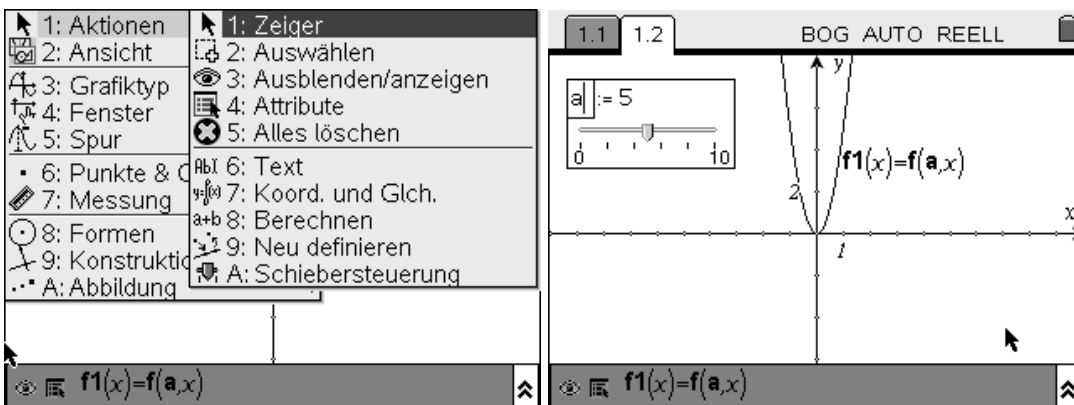 1: Aktionen
2: Ansicht
3: Grafiktyp
4: Fenster
5: Spur
6: Punkte &
7: Messung
8: Formen
9: Konstruktio
A: Abbildung
1: Zeiger
2: Auswählen
3: Ausblenden/anzeigen
4: Attribute
5: Alles löschen
6: Text
7: Koord. und Glch.
8: Berechnen
9: Neu definieren
A: Schiebersteuerung
f1(x)=f(a,x)
1.1 1.2 BOG AUTO REELL
a := 5
0 10
y
f1(x)=f(a,x)
2
x
1
f1(x)=f(a,x)